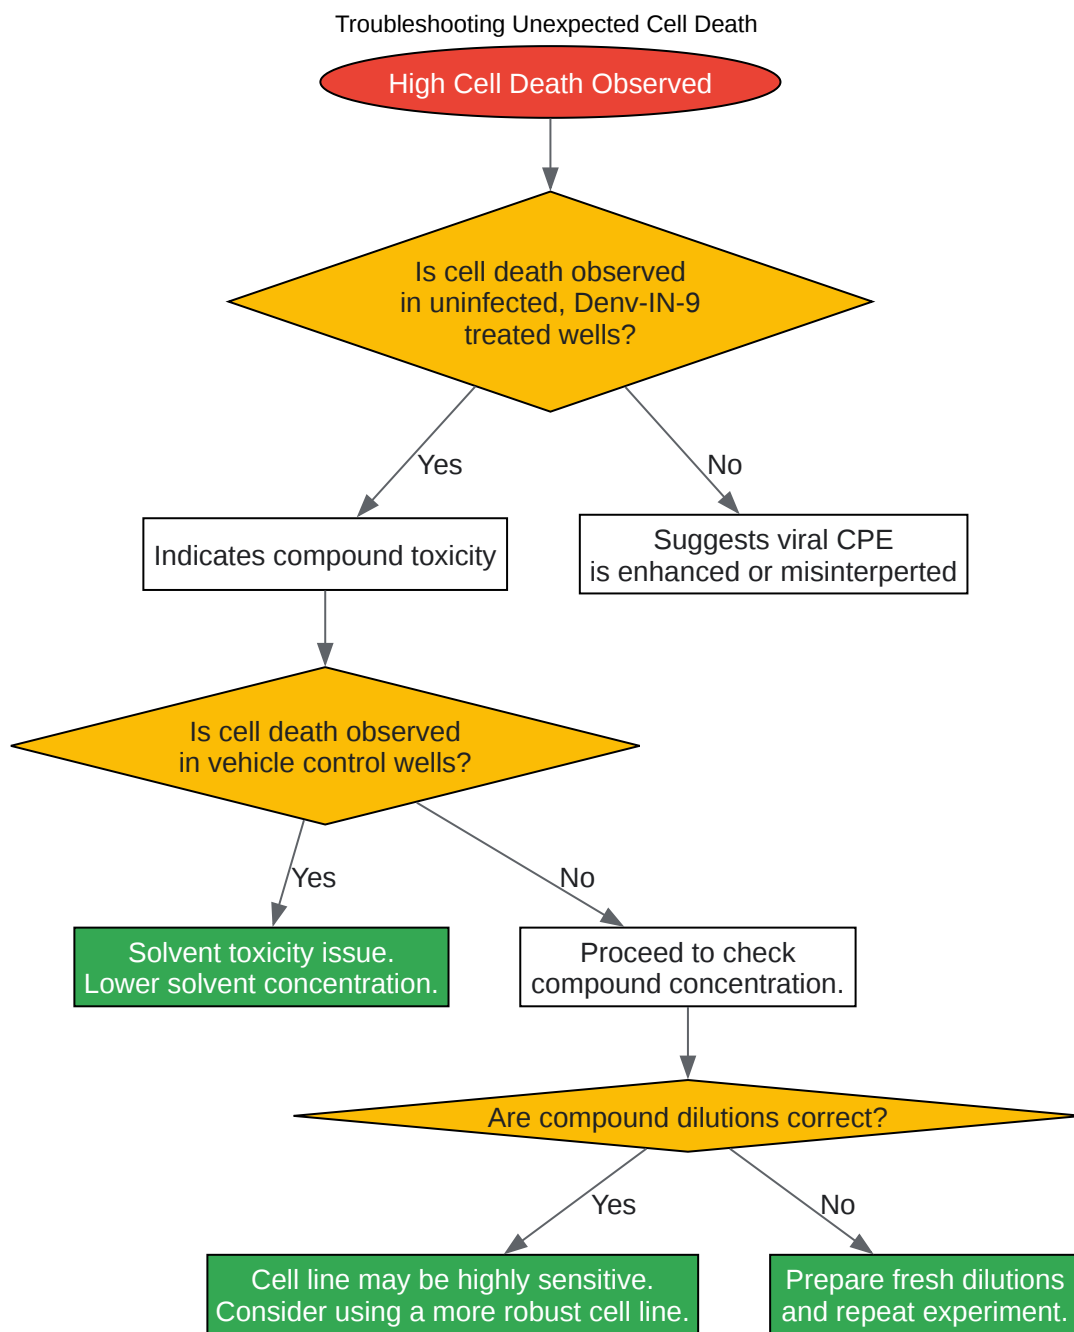 Troubleshooting Unexpected Cell Death
High Cell Death Observed
Is cell death observed
in uninfected, Denv-IN-9
treated wells?
Yes
No
Indicates compound toxicity
Suggests viral CPE
is enhanced or misinterperted
Is cell death observed
in vehicle control wells?
Yes
No
Solvent toxicity issue.
Lower solvent concentration.
Proceed to check
compound concentration.
Are compound dilutions correct?
Yes
No
Cell line may be highly sensitive.
Consider using a more robust cell line.
Prepare fresh dilutions
and repeat experiment.